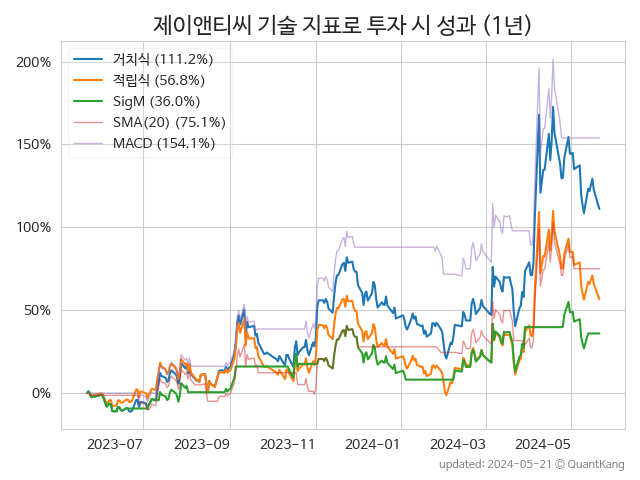 제이앤티씨 기술 지표로 투자 시 성과 (1년)
거치식 (111.2%)
적립식 (56.8%)
SigM (36.0%)
SMA(20) (75.1%)
MACD (154.1%)
200%
150%
100%
50%
0%
2023-07 2023-09 2023-11 2024-01 2024-03 2024-05
updated: 2024-05-21 © QuantKang